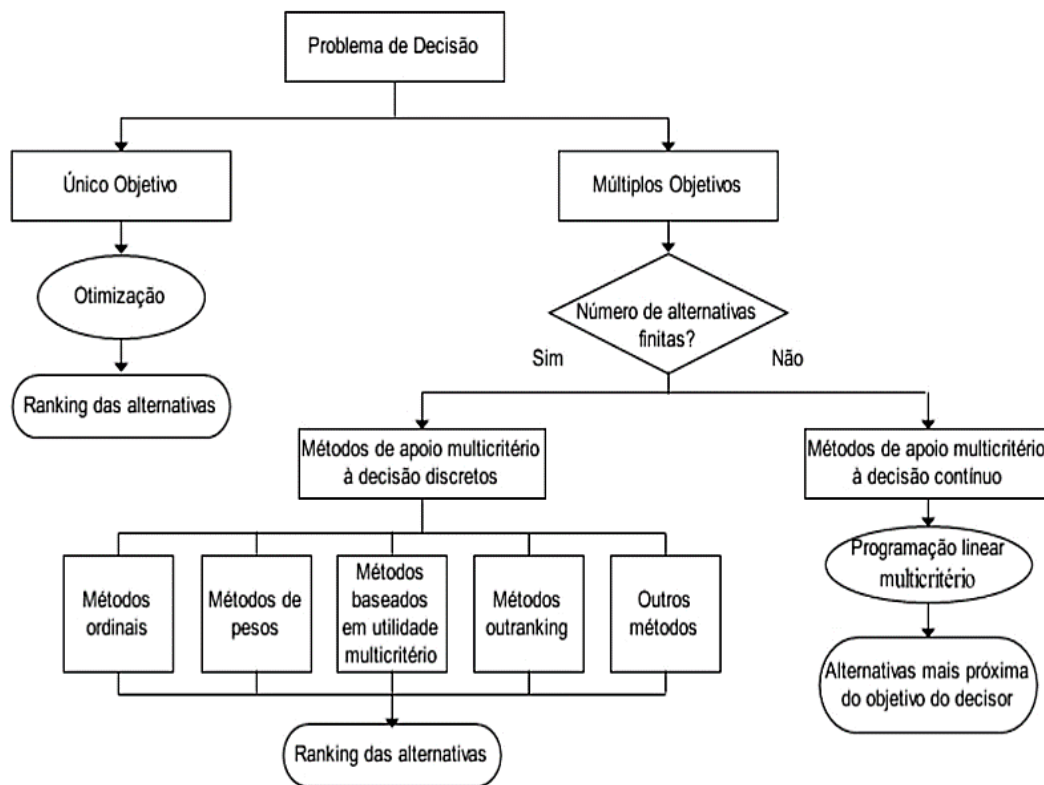 Problema de Decisão
Único Objetivo
Múltiplos Objetivos
Otimização
Número de alternativas
finitas?
Sim
Não
Ranking das alternativas
Métodos de apoio multicritério
à decisão discretos
Métodos de apoio multicritério
à decisão contínuo
Programação linear
multicritério
Métodos
ordinais
Métodos de
pesos
Métodos
baseados
em utilidade
multicritério
Métodos
outranking
Outros
métodos
Alternativas mais próxima
do objetivo do decisor
Ranking das alternativas